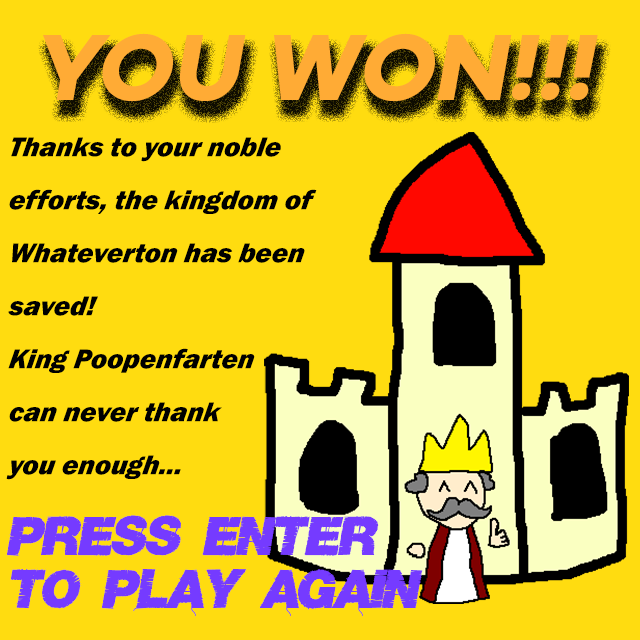 YOU WON!!!
Thanks to your noble
efforts, the kingdom of
Whateverton has been
saved!
King Poopenfarten
can never thank
you enough...
PRESS ENTER
TO PLAY AGAIN